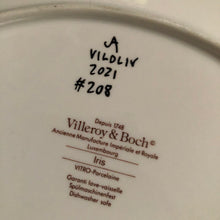 A
VILDLIV
2021
#208
Depuis 1748
Villeroy & Boch©
Ancienne Manufacture Impériale et Royale
Luxembourg
Iris
VITRO-Porcelaine
Garanti lave-vaisselle
Spülmaschinenfest
Dishwasher safe